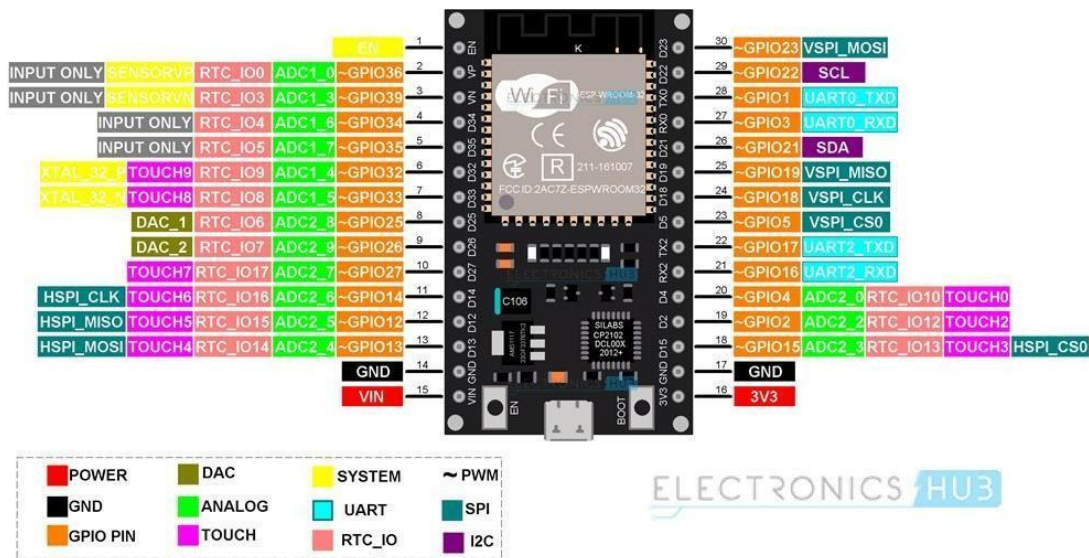 EN 1 EN D23 30 ~GPIO23 VSPI_MOSI
INPUT ONLY SENSORVP RTC_IO0 ADC1_0 ~GPIO36 2 VP D22 29 ~GPIO22 SCL
INPUT ONLY SENSORVN RTC_IO3 ADC1_3 ~GPIO39 3 VN TX0 28 ~GPIO1 UART0_TXD
INPUT ONLY RTC_IO4 ADC1_6 ~GPIO34 4 D34 RX0 27 ~GPIO3 UART0_RXD
INPUT ONLY RTC_IO5 ADC1_7 ~GPIO35 5 D35 D21 26 ~GPIO21 SDA
XTAL_32_P TOUCH9 RTC_IO9 ADC1_4 ~GPIO32 6 D32 D19 25 ~GPIO19 VSPI_MISO
XTAL_32_N TOUCH8 RTC_IO8 ADC1_5 ~GPIO33 7 D33 D18 24 ~GPIO18 VSPI_CLK
DAC_1 RTC_IO6 ADC2_8 ~GPIO25 8 D25 D5 23 ~GPIO5 VSPI_CS0
DAC_2 RTC_IO7 ADC2_9 ~GPIO26 9 D26 TX2 22 ~GPIO17 UART2_TXD
TOUCH7 RTC_IO17 ADC2_7 ~GPIO27 10 D27 RX2 21 ~GPIO16 UART2_RXD
HSPI_CLK TOUCH6 RTC_IO16 ADC2_6 ~GPIO14 11 D14 D4 20 ~GPIO4 ADC2_0 RTC_IO10 TOUCH0
HSPI_MISO TOUCH5 RTC_IO15 ADC2_5 ~GPIO12 12 D12 D2 19 ~GPIO2 ADC2_2 RTC_IO12 TOUCH2
HSPI_MOSI TOUCH4 RTC_IO14 ADC2_4 ~GPIO13 13 D13 D15 18 ~GPIO15 ADC2_3 RTC_IO13 TOUCH3 HSPI_CS0
GND 14 GND GND 17 GND
VIN 15 VIN 3V3 16 3V3
K
WiFi ESP-WROOM-32
CE
R 211-161007
FCC ID:2AC7Z-ESPWROOM32
ELECTRONICS HUB
C106
AMS1117
SILABS
CP2102
DCL00X
2012+
EN
BOOT
POWER DAC SYSTEM ~ PWM
GND ANALOG UART SPI
GPIO PIN TOUCH RTC_IO I2C
ELECTRONICS HUB